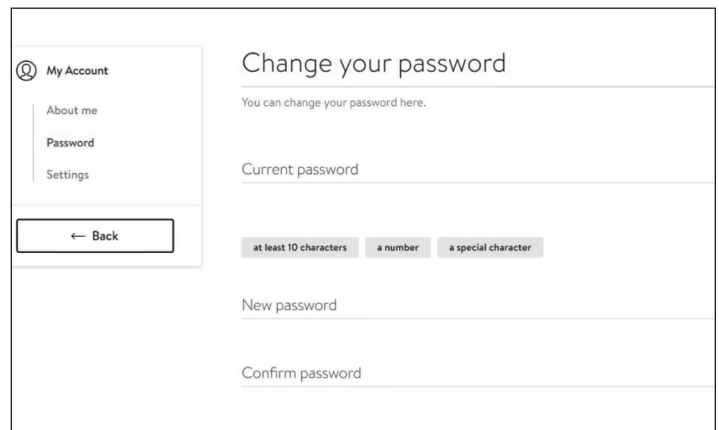 My Account
About me
Password
Settings
← Back
Change your password
You can change your password here.
Current password
at least 10 characters a number a special character
New password
Confirm password